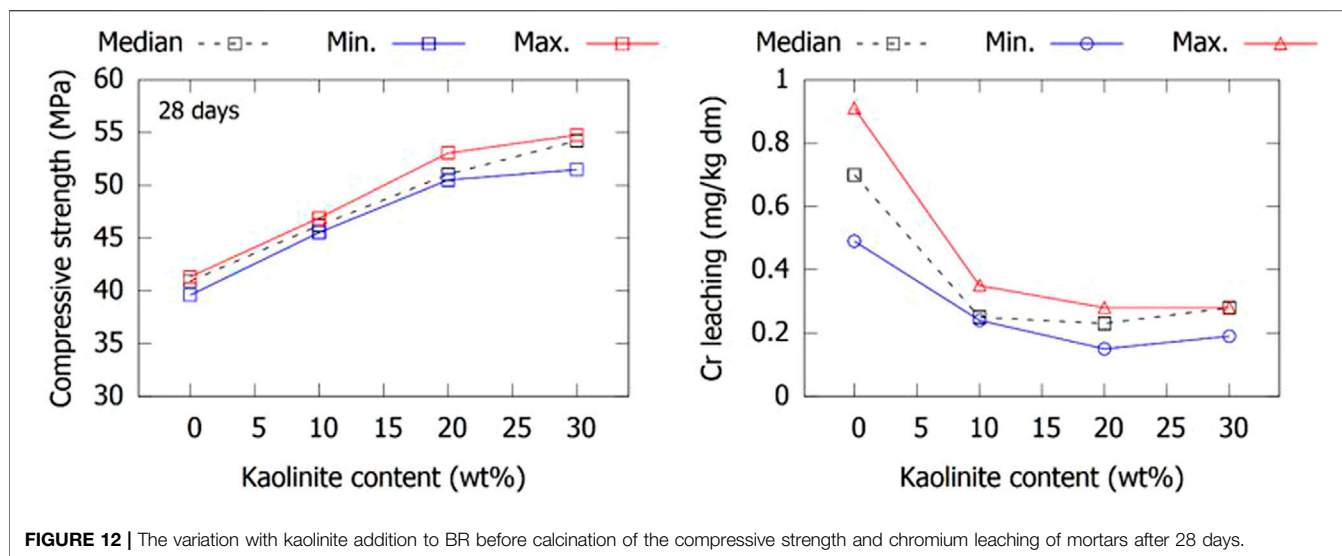 Median Min. Max.
60
55
50
45
40
35
30
Compressive strength (MPa)
28 days
0 5 10 15 20 25 30
Kaolinite content (wt%)
Median Min. Max.
1
0.8
0.6
0.4
0.2
0
Cr leaching (mg/kg dm)
0 5 10 15 20 25 30
Kaolinite content (wt%)
FIGURE 12 | The variation with kaolinite addition to BR before calcination of the compressive strength and chromium leaching of mortars after 28 days.